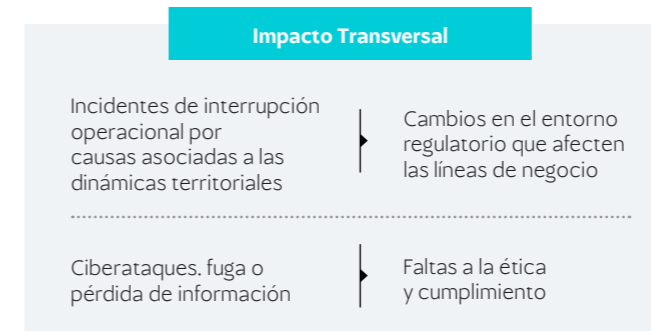 Impacto Transversal
Incidentes de interrupción
operacional por
causas asociadas a las
dinámicas territoriales
Cambios en el entorno
regulatorio que afecten
las líneas de negocio
Ciberataques. fuga o
pérdida de información
Faltas a la ética
y cumplimiento